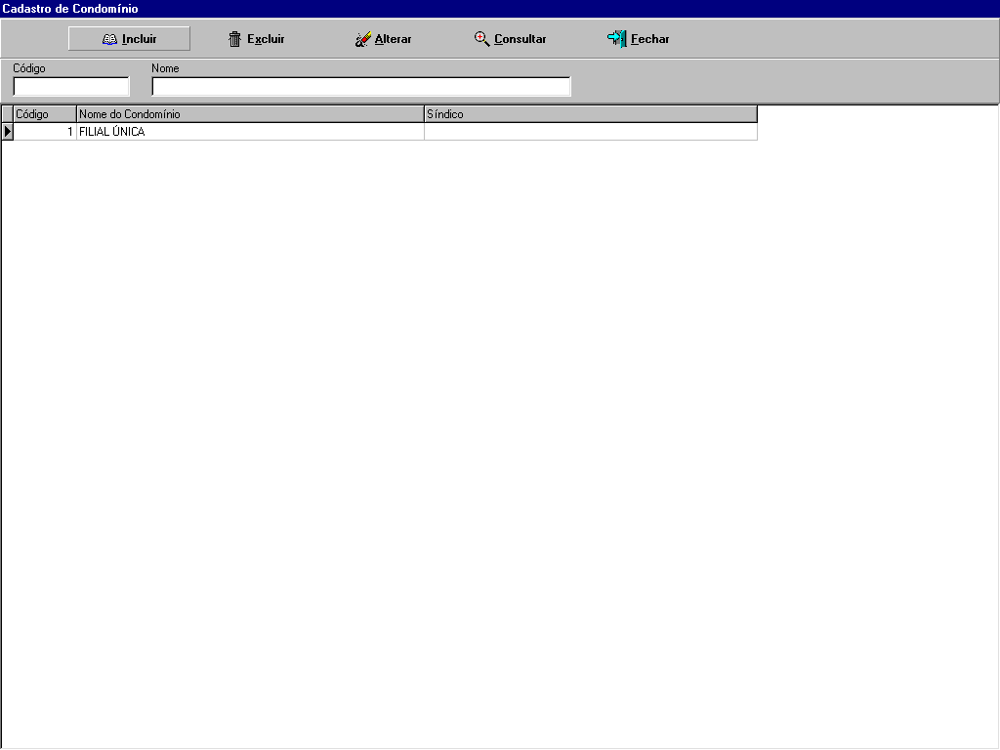 Cadastro de Condomínio
Incluir Excluir Alterar Consultar Fechar
Código Nome
Código Nome do Condomínio Síndico
1 FILIAL ÚNICA